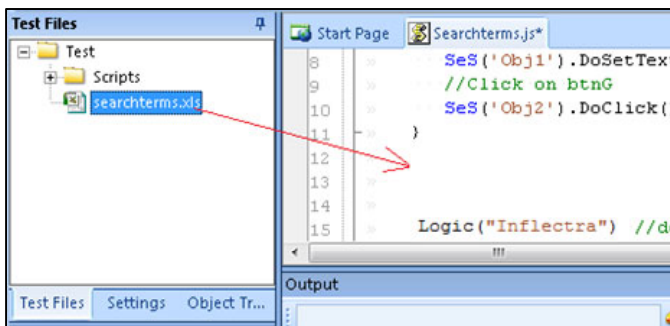 Test Files
Test
Scripts
searchterms.xls
Test Files Settings Object Tr...
Start Page Searchterms.js*
8 SeS('Obj1').DoSetTex
9 //Click on btnG
10 SeS('Obj2').DoClick(
11 }
12
13
14
15 Logic("Inflectra") //d
Output